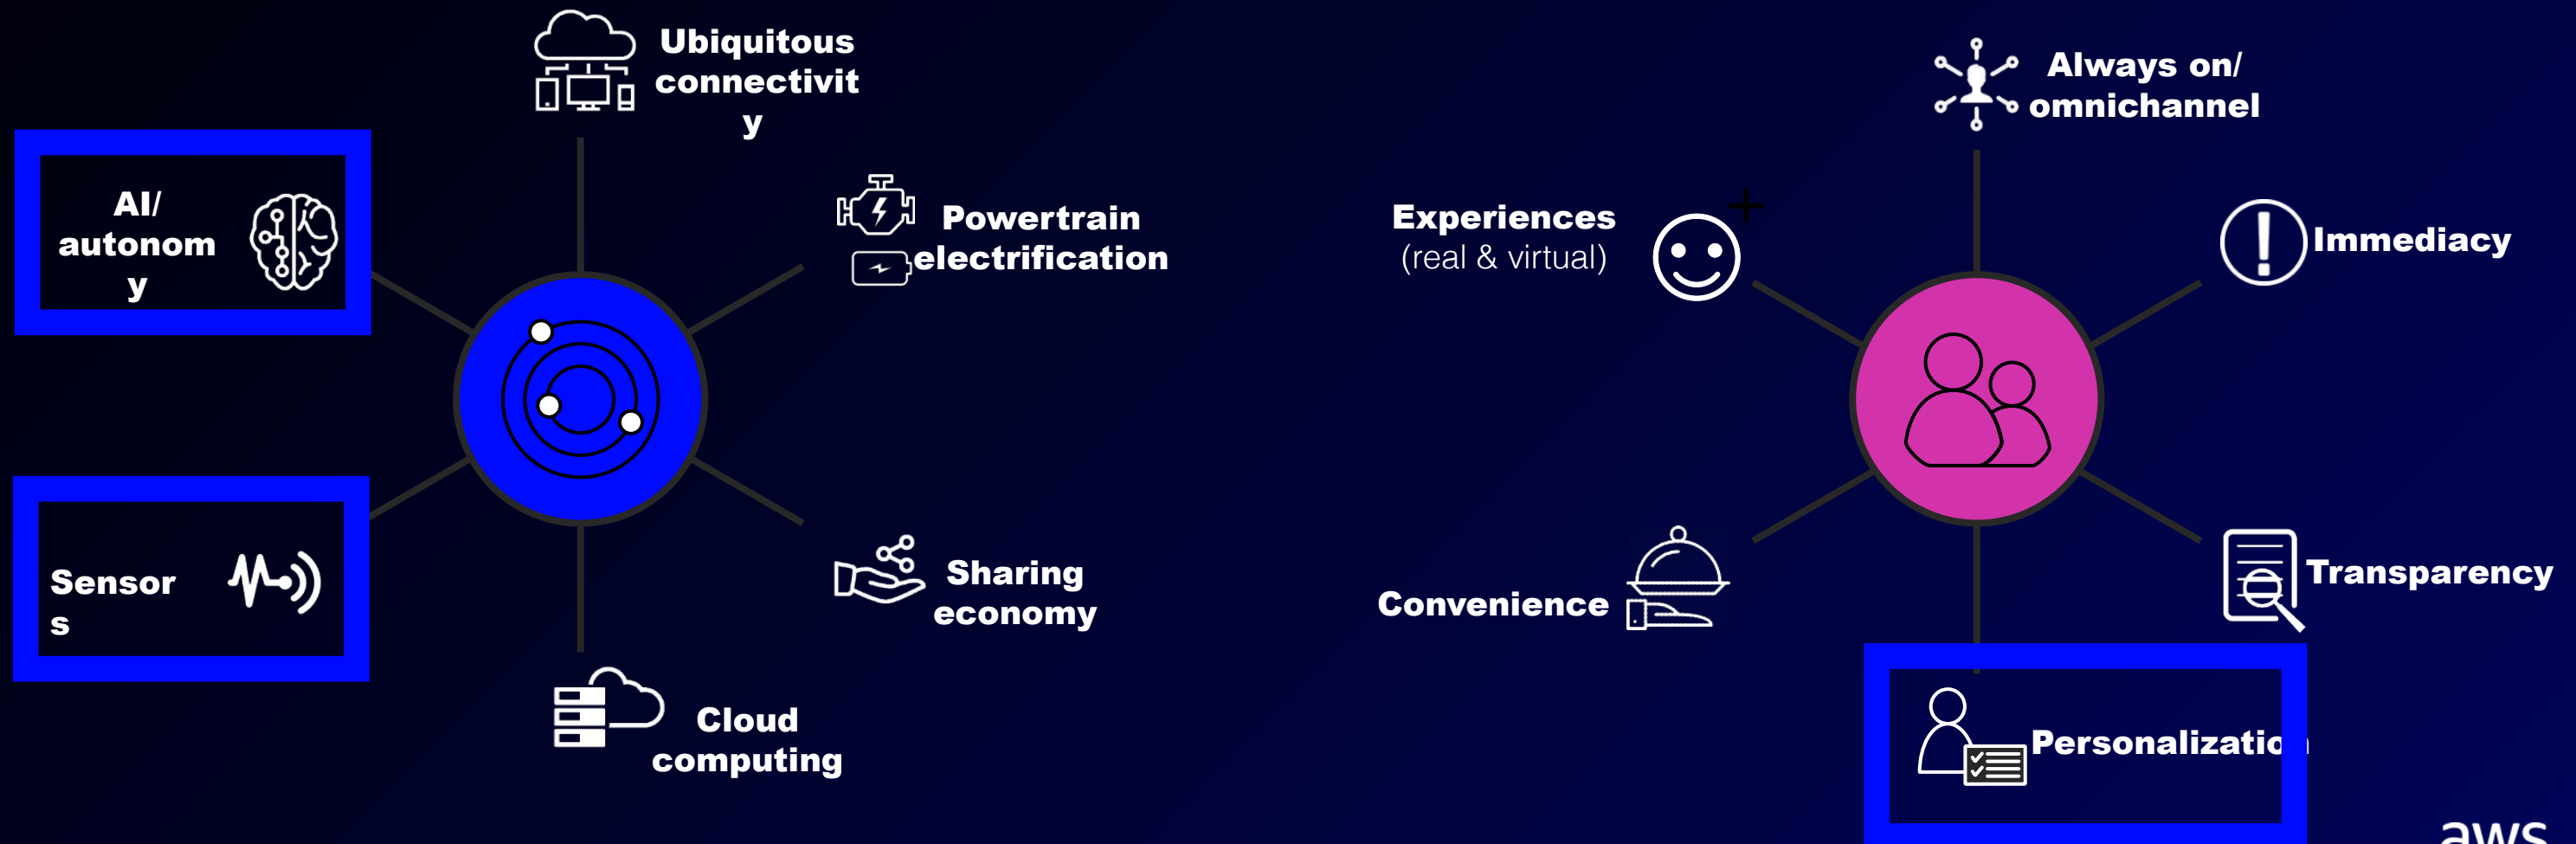 Ubiquitous
connectivit
y
AI/
autonom
y
Powertrain
electrification
Sensor
s
Sharing
economy
Cloud
computing
Always on/
omnichannel
Experiences
(real & virtual)
Immediacy
Convenience
Transparency
Personalization
aws